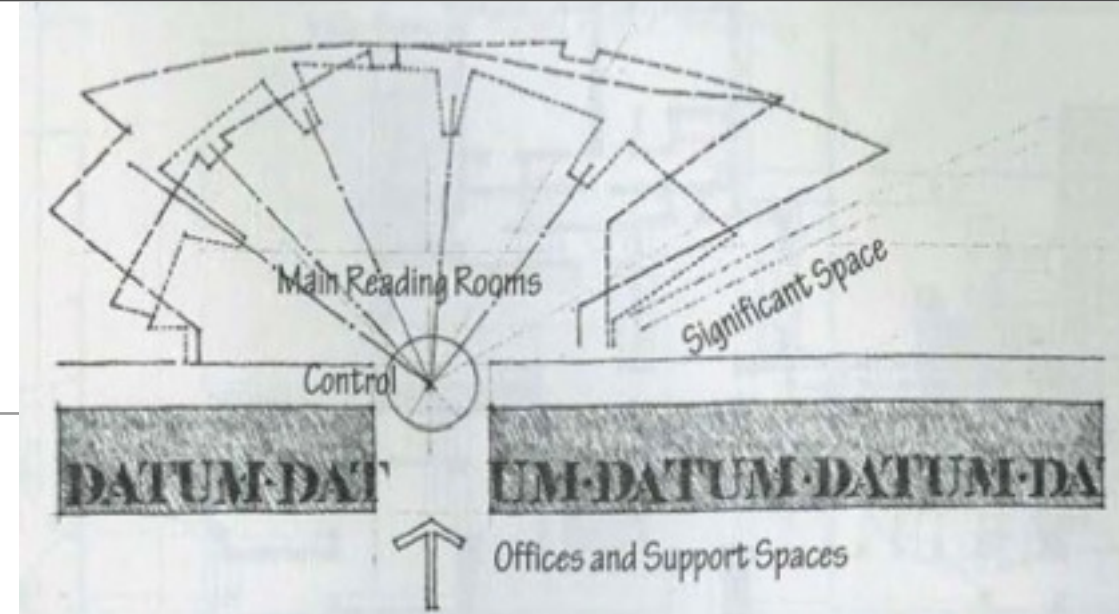 Main Reading Rooms
Significant Space
Control
DATUM·DAT UM·DATUM·DATUM·DA
Offices and Support Spaces